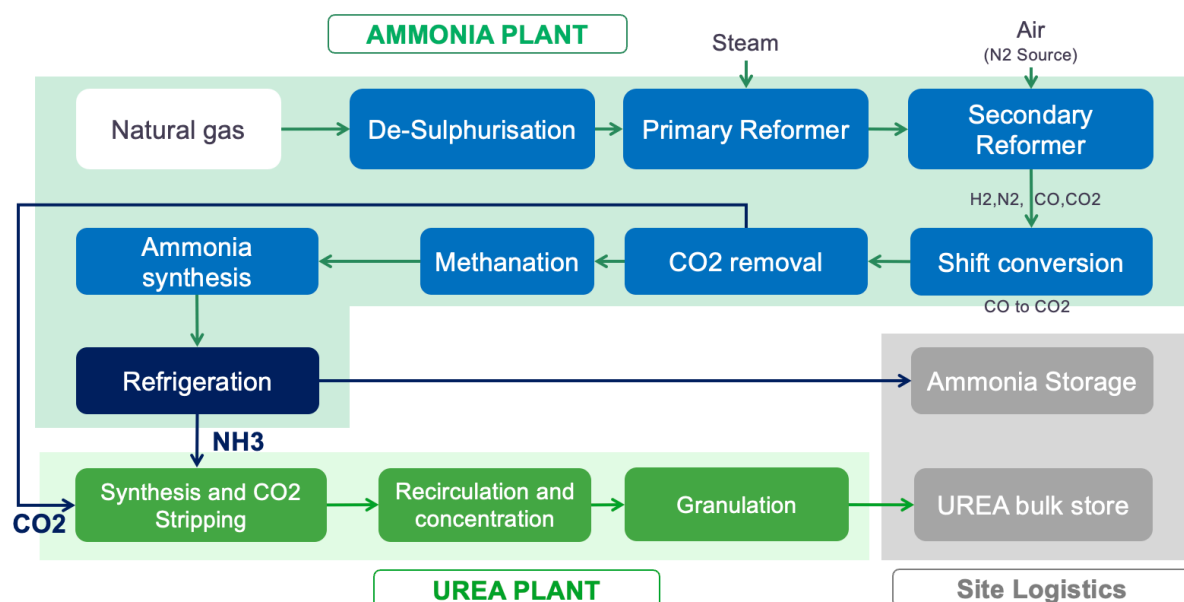 AMMONIA PLANT
Steam
Air
(N2 Source)
Natural gas
De-Sulphurisation
Primary Reformer
Secondary
Reformer
H2,N2, CO,CO2
Ammonia
synthesis
Methanation
CO2 removal
Shift conversion
CO to CO2
Refrigeration
Ammonia Storage
NH3
Synthesis and CO2
Stripping
Recirculation and
concentration
Granulation
UREA bulk store
CO2
UREA PLANT
Site Logistics